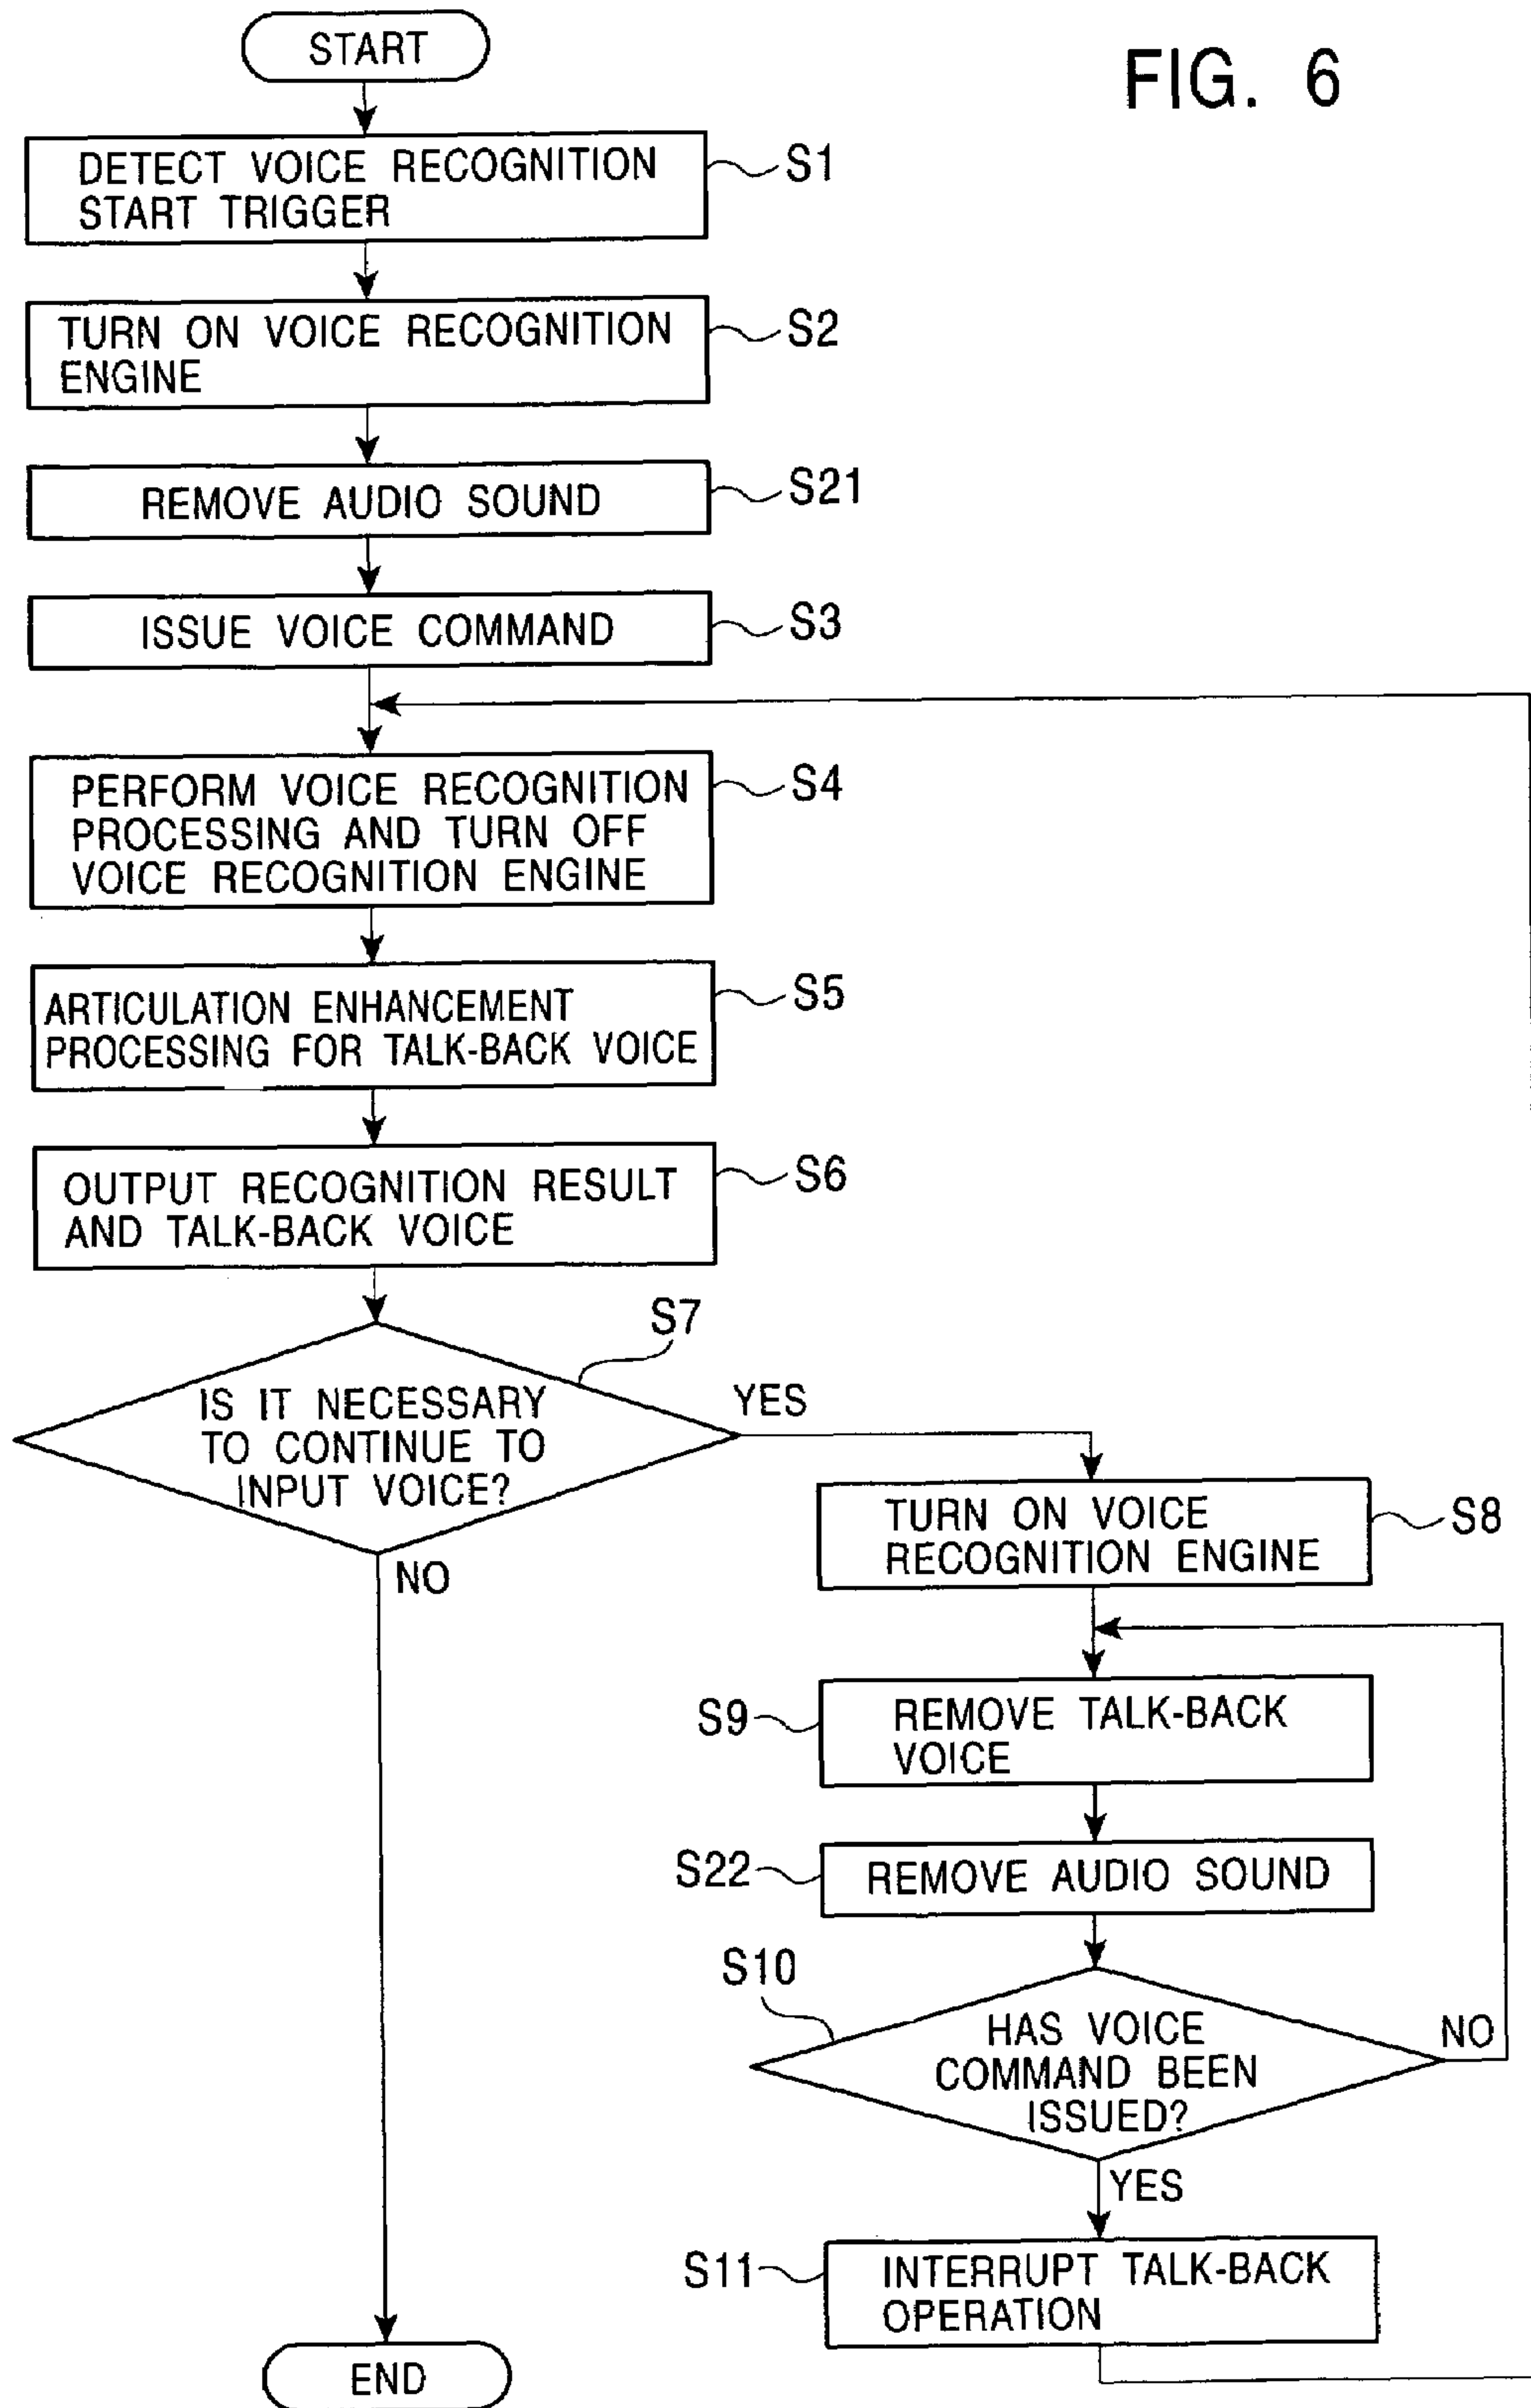 FIG. 6
START
DETECT VOICE RECOGNITION
START TRIGGER
S1
TURN ON VOICE RECOGNITION
ENGINE
S2
REMOVE AUDIO SOUND
S21
ISSUE VOICE COMMAND
S3
PERFORM VOICE RECOGNITION
PROCESSING AND TURN OFF
VOICE RECOGNITION ENGINE
S4
ARTICULATION ENHANCEMENT
PROCESSING FOR TALK-BACK VOICE
S5
OUTPUT RECOGNITION RESULT
AND TALK-BACK VOICE
S6
S7
IS IT NECESSARY
TO CONTINUE TO
INPUT VOICE?
YES
NO
TURN ON VOICE
RECOGNITION ENGINE
S8
S9
REMOVE TALK-BACK
VOICE
S22
REMOVE AUDIO SOUND
S10
HAS VOICE
COMMAND BEEN
ISSUED?
NO
YES
S11
INTERRUPT TALK-BACK
OPERATION
END